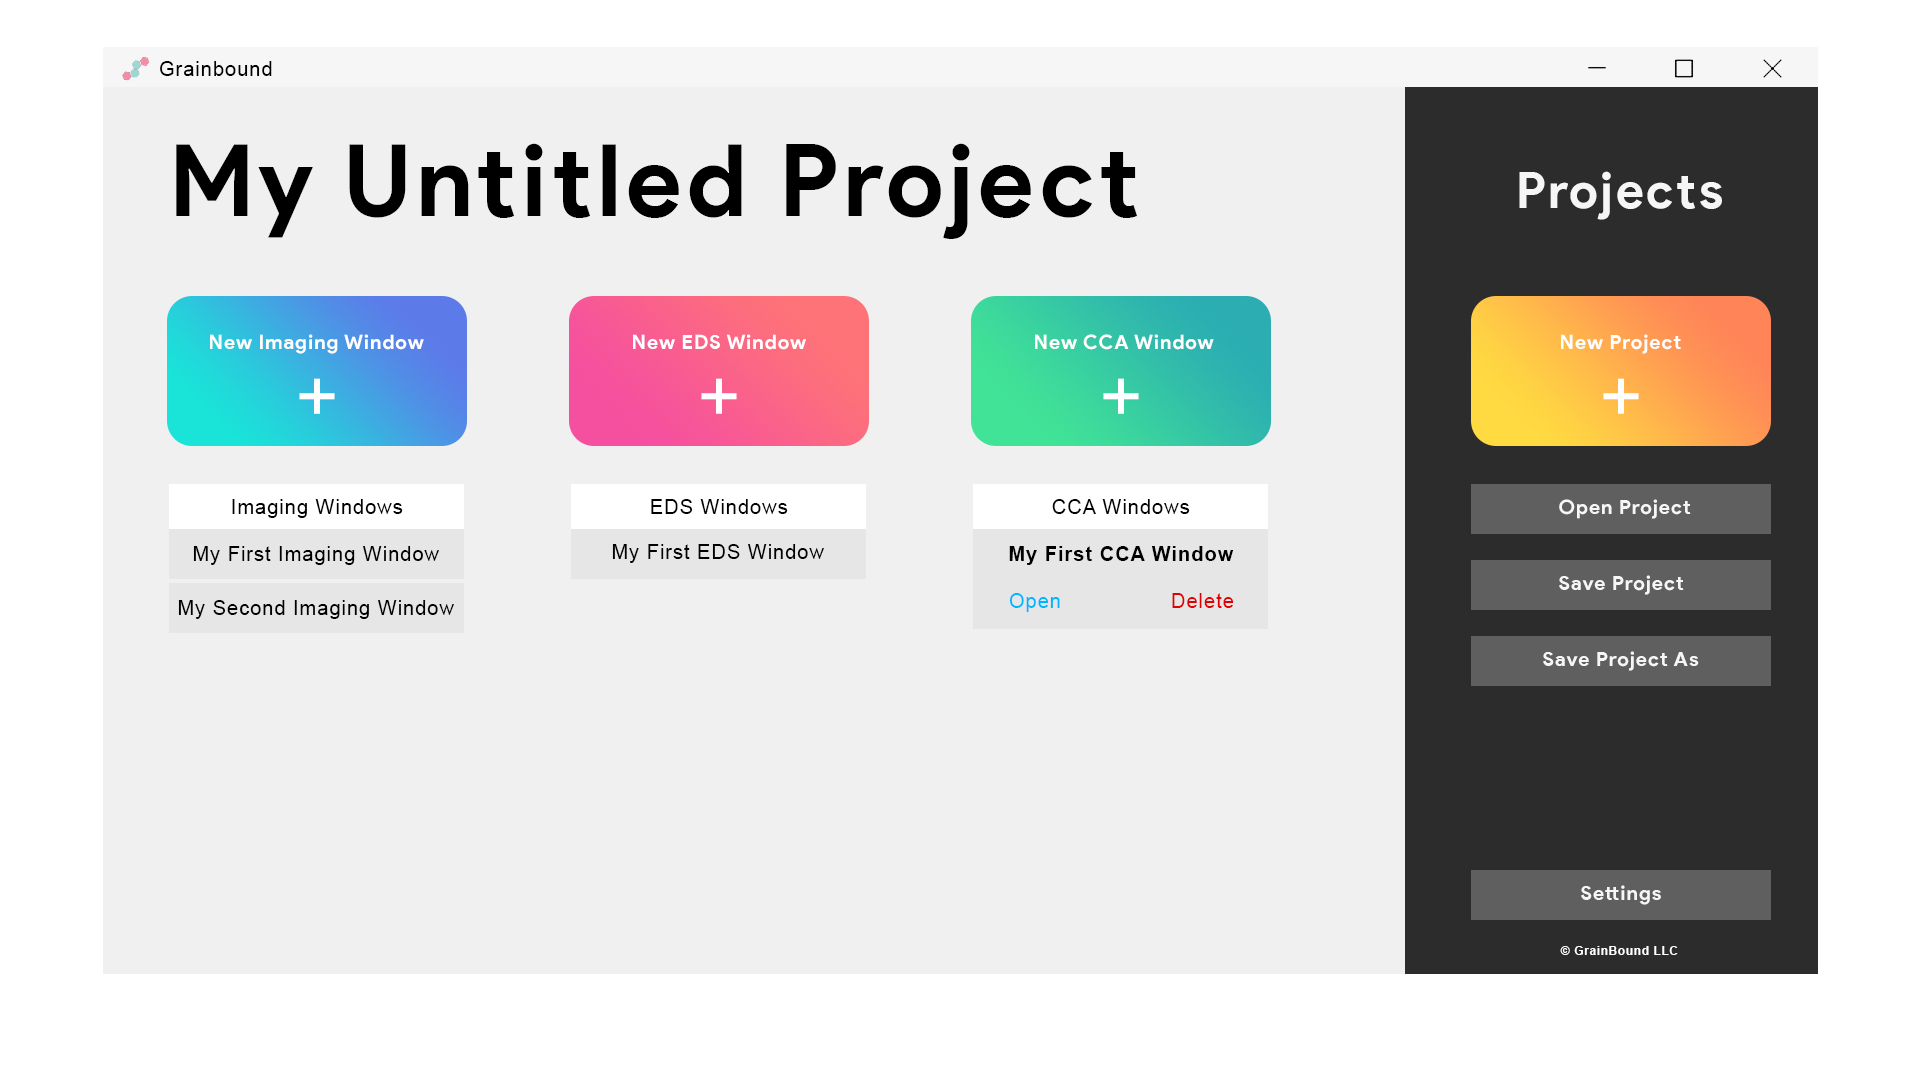 Grainbound
My Untitled Project
New Imaging Window
+
New EDS Window
+
New CCA Window
+
Imaging Windows
My First Imaging Window
My Second Imaging Window
EDS Windows
My First EDS Window
CCA Windows
My First CCA Window
Open Delete
Projects
New Project
+
Open Project
Save Project
Save Project As
Settings
© GrainBound LLC